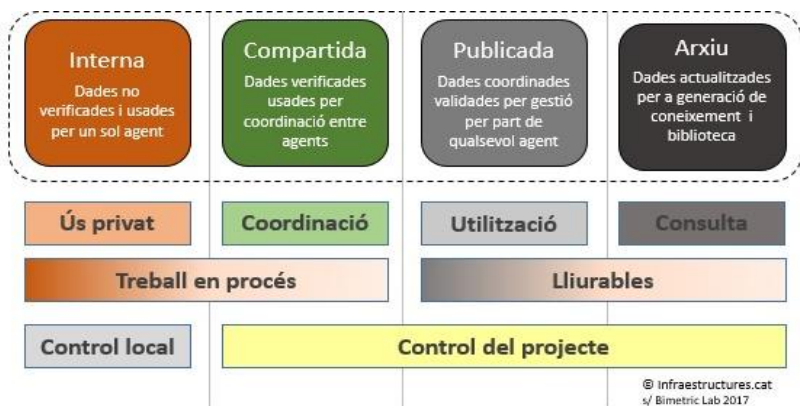 Interna
Dades no
verificades i usades
per un sol agent
Compartida
Dades verificades
usades per
coordinació entre
agents
Publicada
Dades coordinades
validades per gestió
per part de
qualsevol agent
Arxiu
Dades actualitzades
per a generació de
coneixement i
biblioteca
Ús privat
Coordinació
Utilització
Consulta
Treball en procés
Lliurables
Control local
Control del projecte
© Infraestructures.cat
s/ Bimetric Lab 2017